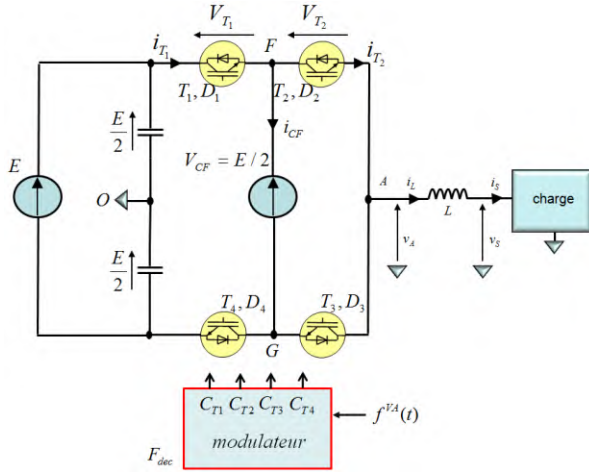 V_{T_1}
V_{T_2}
i_{T_1}
F
i_{T_2}
T_1, D_1
T_2, D_2
\frac{E}{2}
i_{CF}
E
V_{CF} = E / 2
O
A
i_L
i_S
L
charge
v_A
v_S
\frac{E}{2}
T_4, D_4
T_3, D_3
G
C_{T1} C_{T2} C_{T3} C_{T4}
f^{VA}(t)
modulateur
F_{dec}